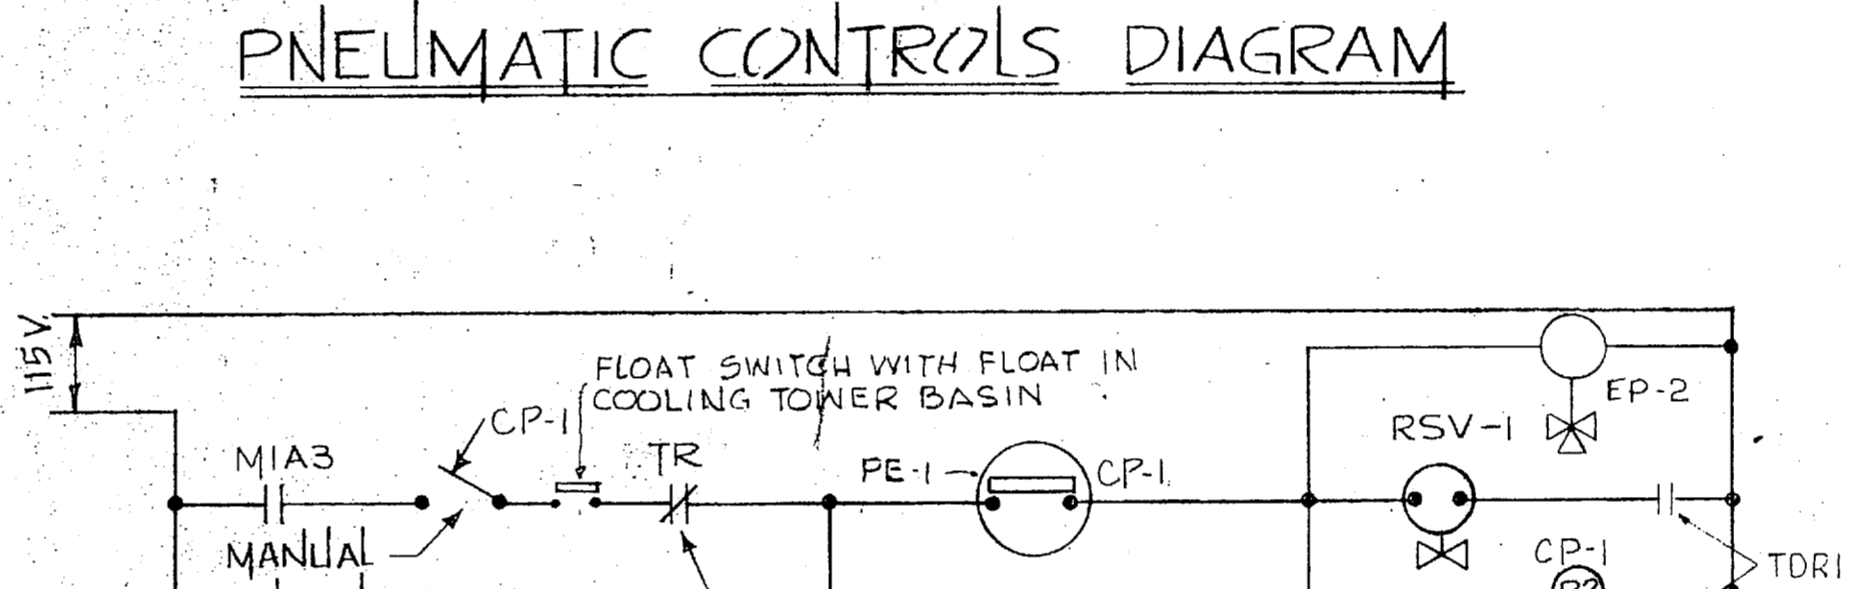 PNEUMATIC CONTROLS DIAGRAM
115V.
FLOAT SWITCH WITH FLOAT IN
COOLING TOWER BASIN
CP-1
EP-2
RSV-1
M1A3
TR
PE-1
CP-1
MANUAL
CP-1
TDR1
R2